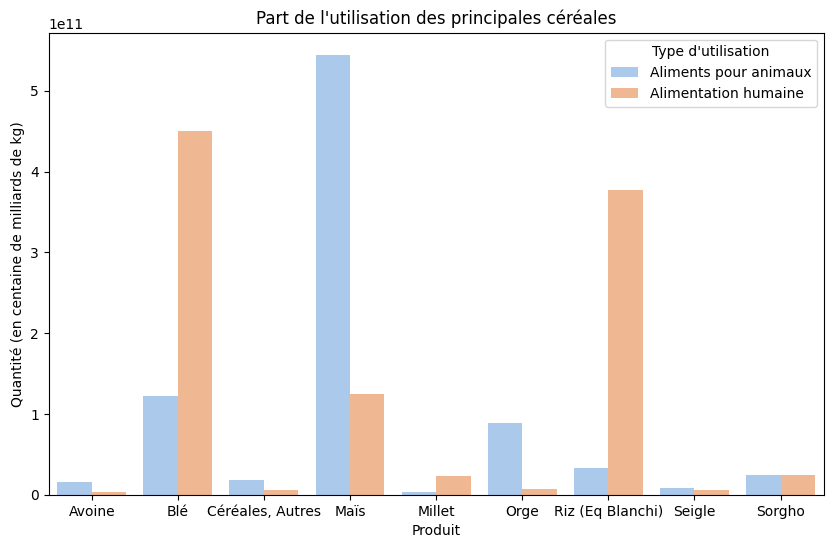 Part de l'utilisation des principales céréales
1e11
Type d'utilisation
Aliments pour animaux
Alimentation humaine
5
4
3
2
1
0
Quantité (en centaine de milliards de kg)
Avoine Blé Céréales, Autres Maïs Millet Orge Riz (Eq Blanchi) Seigle Sorgho
Produit